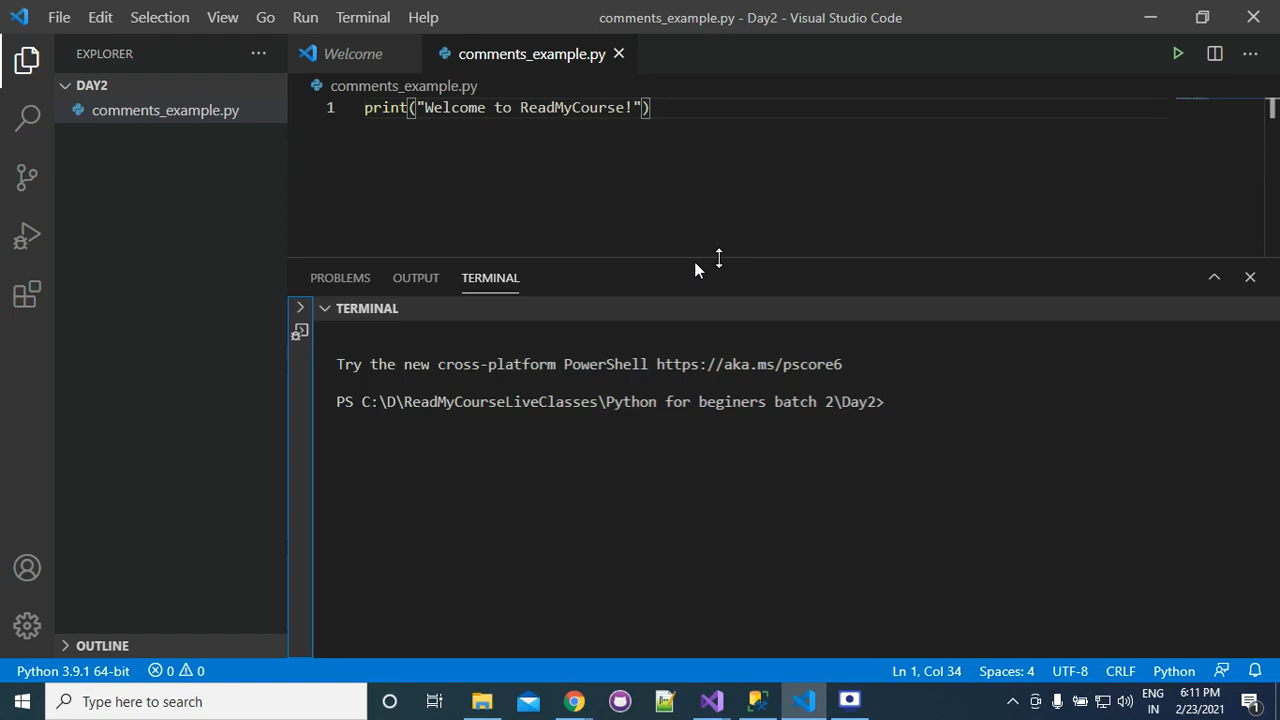 File Edit Selection View Go Run Terminal Help comments_example.py - Day2 - Visual Studio Code
EXPLORER
DAY2
comments_example.py
OUTLINE
Welcome comments_example.py
comments_example.py
1 print("Welcome to ReadMyCourse!")
PROBLEMS OUTPUT TERMINAL
TERMINAL
Try the new cross-platform PowerShell https://aka.ms/pscore6
PS C:\D\ReadMyCourseLiveClasses\Python for beginers batch 2\Day2>
Python 3.9.1 64-bit 0 0 Ln 1, Col 34 Spaces: 4 UTF-8 CRLF Python
Type here to search
ENG
IN
6:11 PM
2/23/2021
1